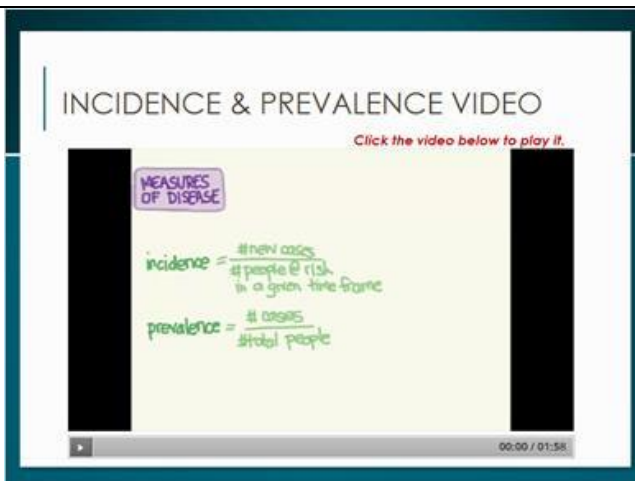 INCIDENCE & PREVALENCE VIDEO
Click the video below to play it.
MEASURES
OF DISEASE
incidence = #new cases
#people @ risk
in a given time frame
prevalence = # cases
#total people
00:00 / 01:58